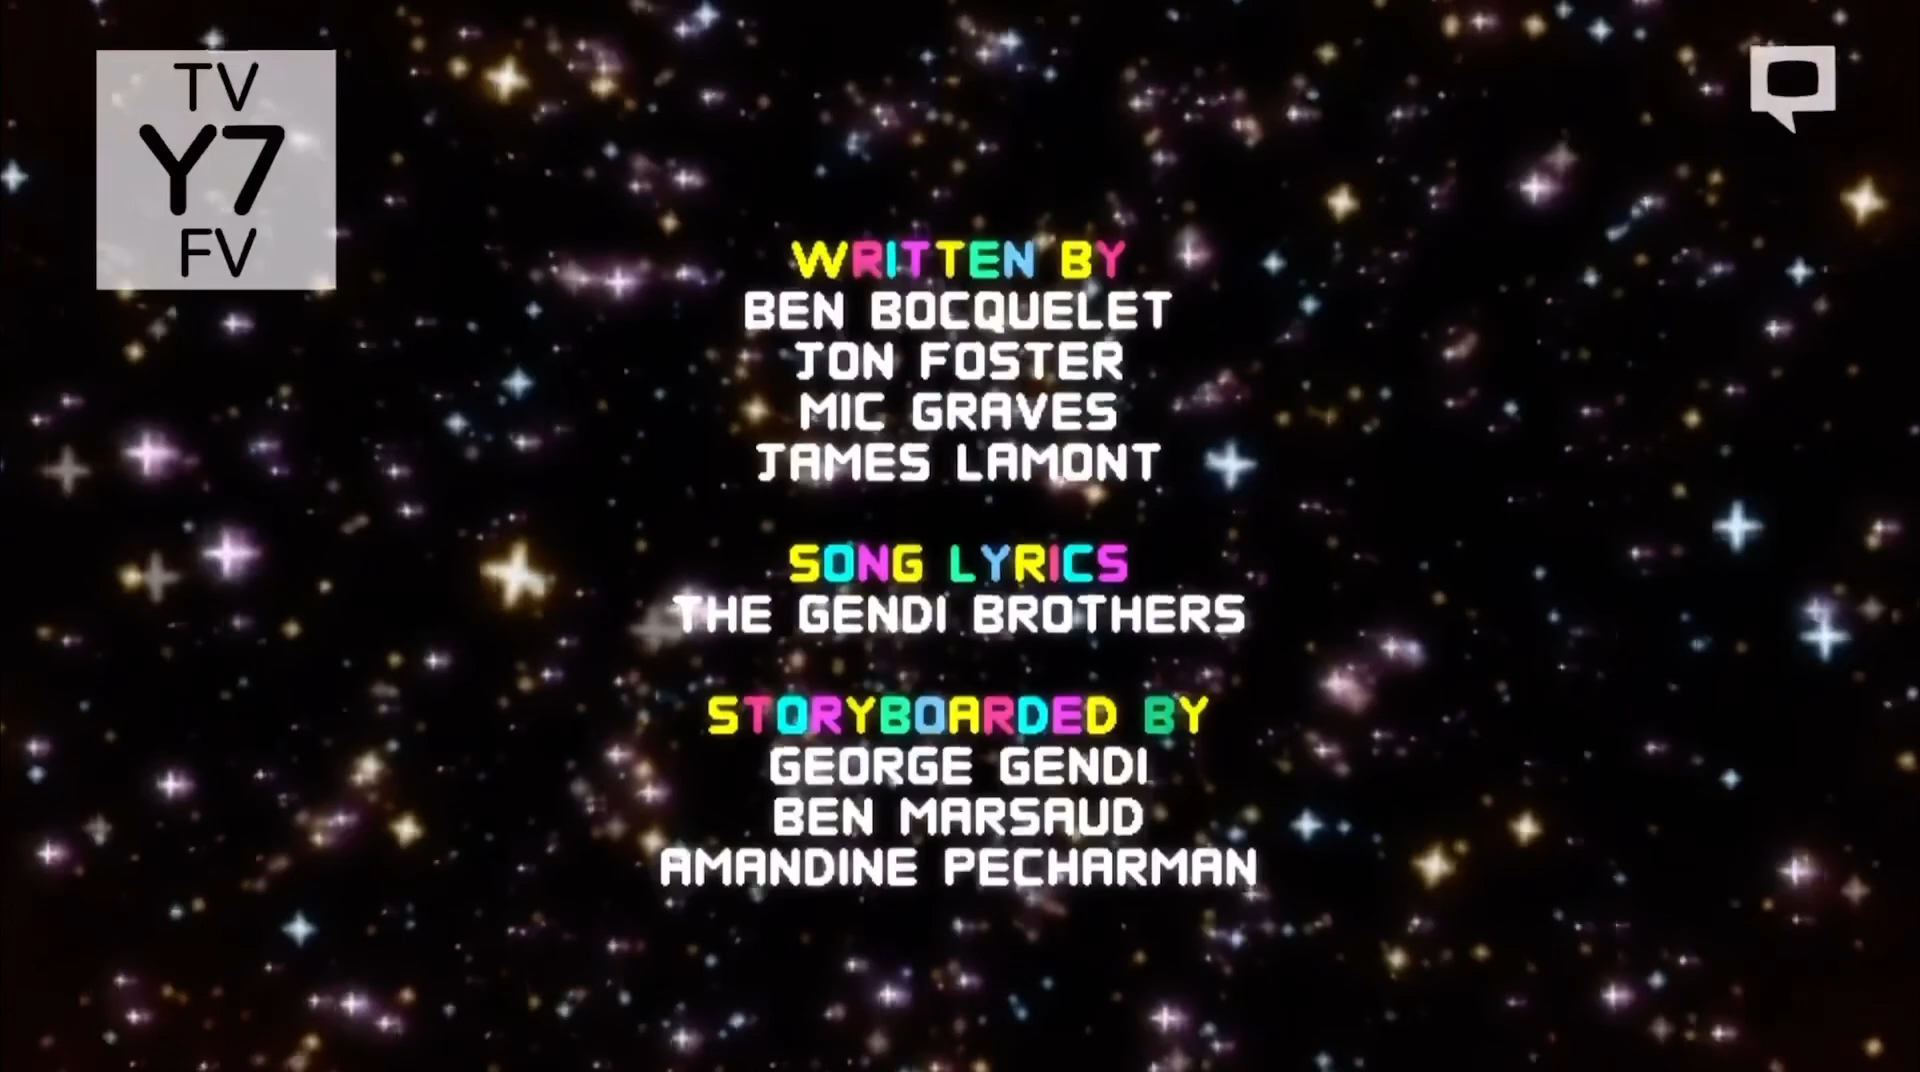 TV
Y7
FV
WRITTEN BY
BEN BOCQUELET
JON FOSTER
MIC GRAVES
JAMES LAMONT
SONG LYRICS
THE GENDI BROTHERS
STORYBOARDED BY
GEORGE GENDI
BEN MARSAUD
AMANDINE PECHARMAN